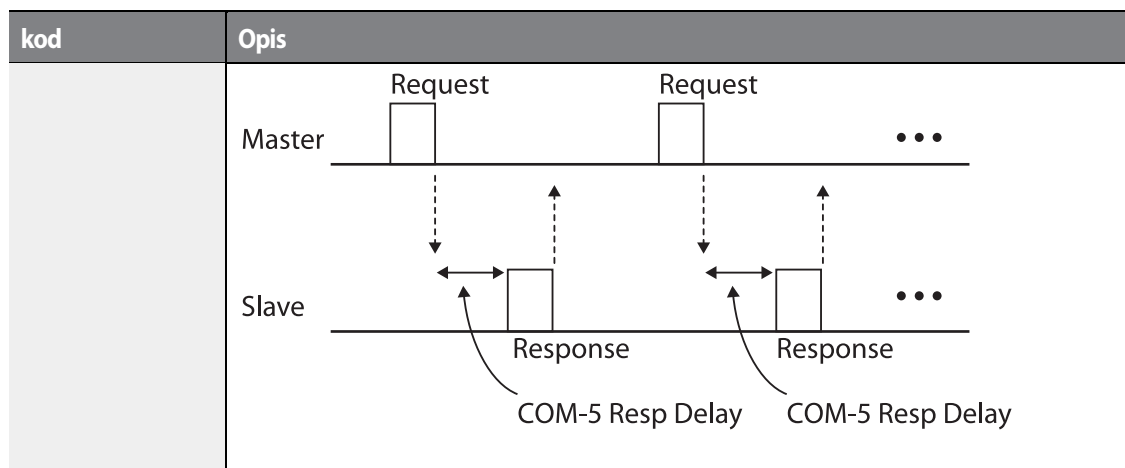 kod Opis
Request Request
Master •••
Slave •••
Response Response
COM-5 Resp Delay COM-5 Resp Delay